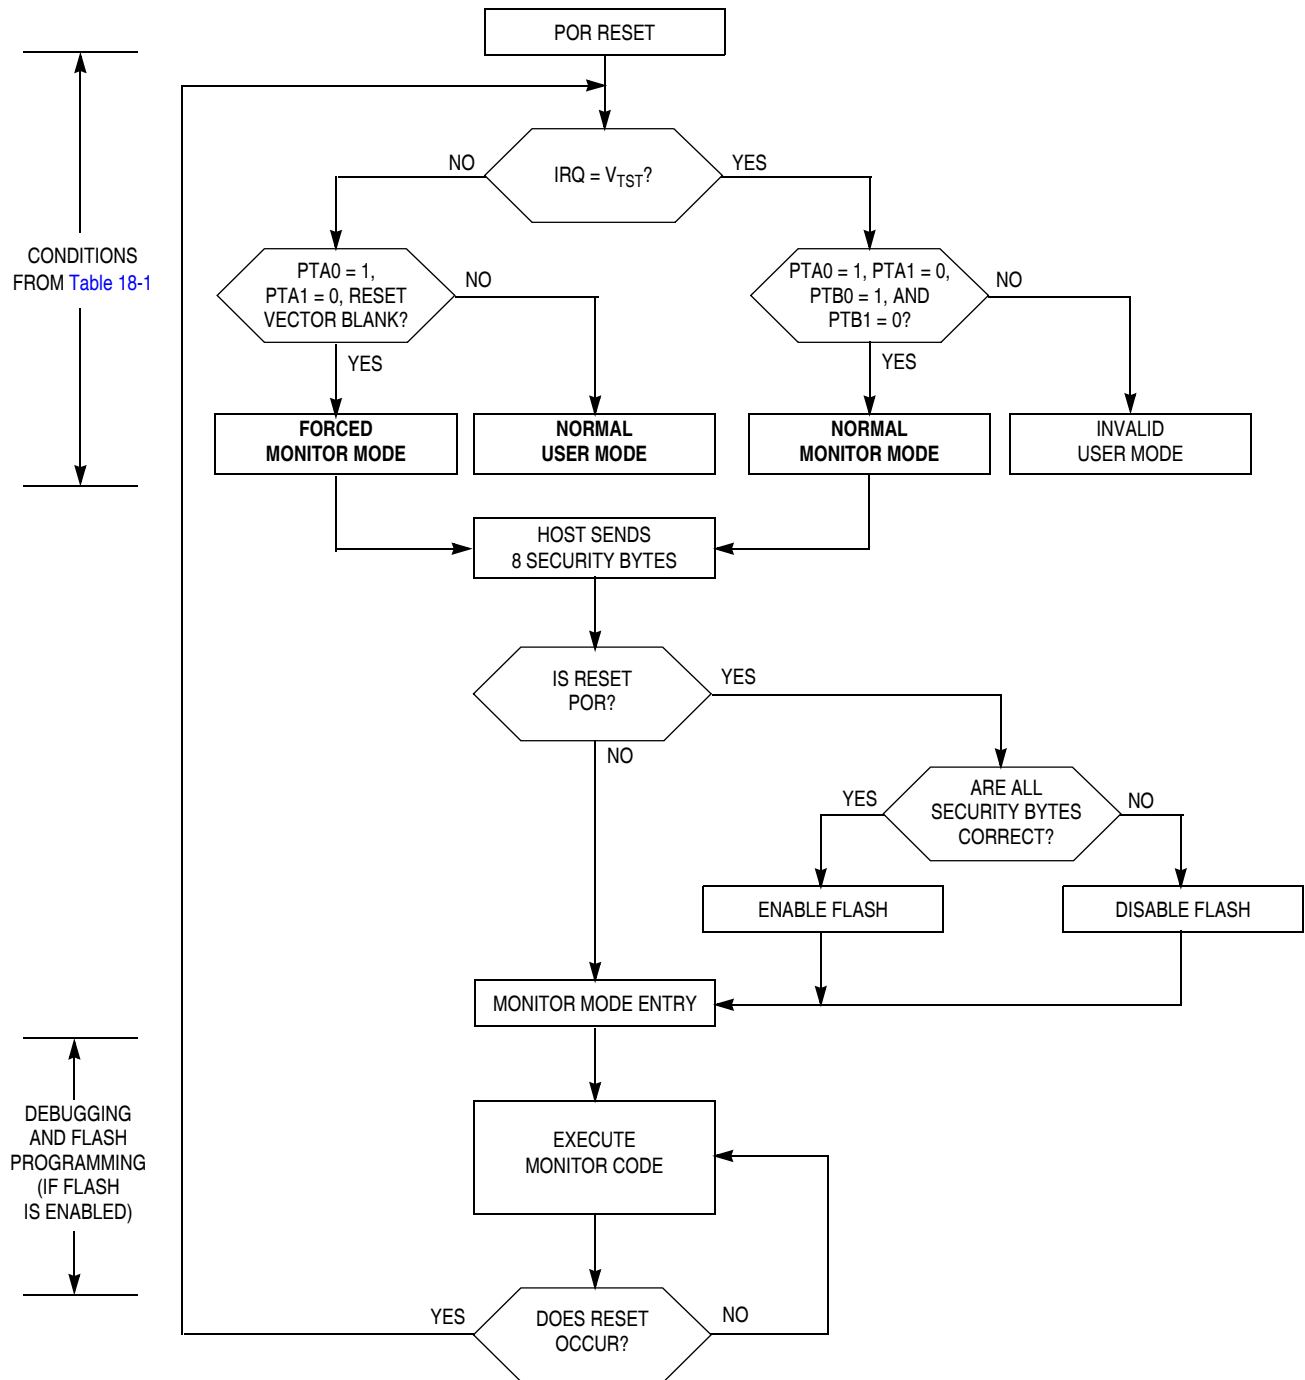 POR RESET
NO
YES
IRQ = VTST?
CONDITIONS
FROM Table 18-1
PTA0 = 1,
PTA1 = 0, RESET
VECTOR BLANK?
NO
PTA0 = 1, PTA1 = 0,
PTB0 = 1, AND
PTB1 = 0?
NO
YES
YES
FORCED
MONITOR MODE
NORMAL
USER MODE
NORMAL
MONITOR MODE
INVALID
USER MODE
HOST SENDS
8 SECURITY BYTES
IS RESET
POR?
YES
NO
ARE ALL
SECURITY BYTES
CORRECT?
YES
NO
ENABLE FLASH
DISABLE FLASH
MONITOR MODE ENTRY
DEBUGGING
AND FLASH
PROGRAMMING
(IF FLASH
IS ENABLED)
EXECUTE
MONITOR CODE
YES
DOES RESET
OCCUR?
NO